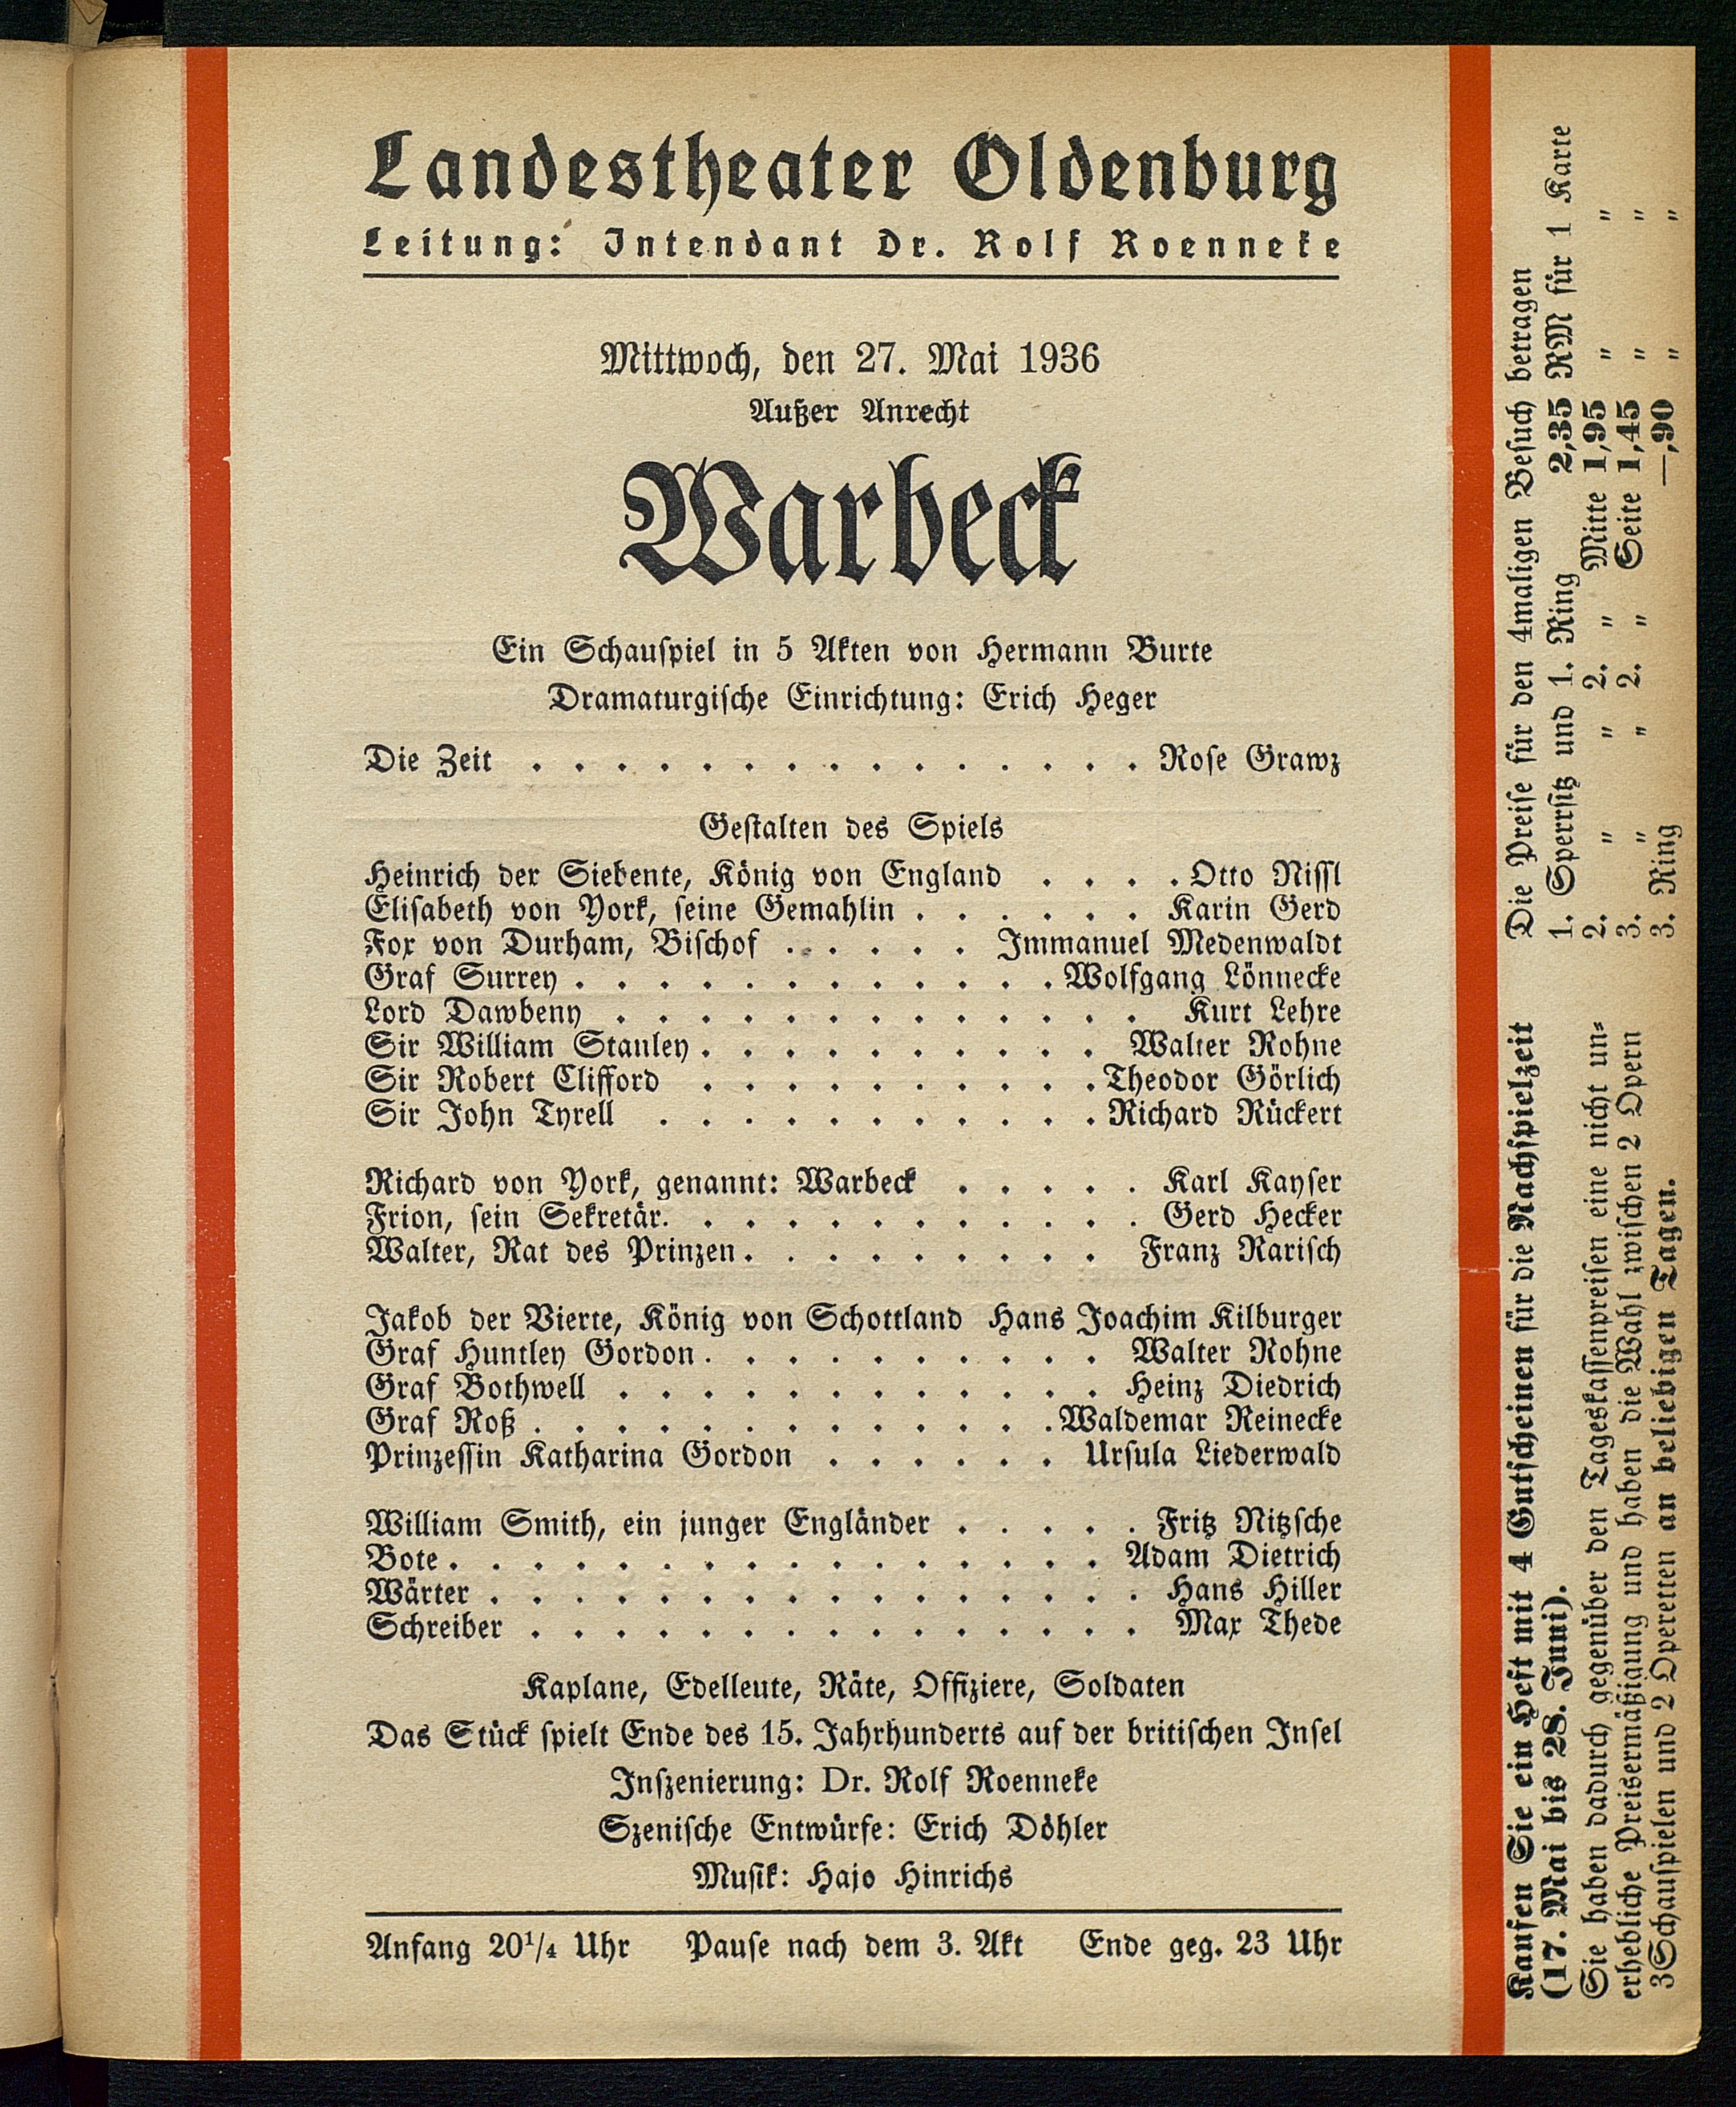 Landestheater Oldenburg
Leitung: Intendant Dr. Rolf Roenneke
Mittwoch, den 27. Mai 1936
Außer Anrecht
Warbeck
Ein Schauspiel in 5 Akten von Hermann Burte
Dramaturgische Einrichtung: Erich Heger
Die Zeit . . . . . . . . . . . . . . . Rose Grawz
Gestalten des Spiels
Heinrich der Siebente, König von England . . . . Otto Nissl
Elisabeth von York, seine Gemahlin . . . . . . Karin Gerd
Fox von Durham, Bischof . . . . . Immanuel Medenwaldt
Graf Surrey . . . . . . . . . . . . Wolfgang Lönnecke
Lord Dawbeny . . . . . . . . . . . . . Kurt Lehre
Sir William Stanley . . . . . . . . . . Walter Rohne
Sir Robert Clifford . . . . . . . . . . Theodor Görlich
Sir John Tyrell . . . . . . . . . . . Richard Rückert
Richard von York, genannt: Warbeck . . . . . Karl Kayser
Frion, sein Sekretär. . . . . . . . . . . . Gerd Hecker
Walter, Rat des Prinzen . . . . . . . . . Franz Rarisch
Jakob der Vierte, König von Schottland Hans Joachim Kilburger
Graf Huntley Gordon . . . . . . . . . . Walter Rohne
Graf Bothwell . . . . . . . . . . . . Heinz Diedrich
Graf Roß . . . . . . . . . . . . . Waldemar Reinecke
Prinzessin Katharina Gordon . . . . . . Ursula Liederwald
William Smith, ein junger Engländer . . . . . Fritz Nitzsche
Bote . . . . . . . . . . . . . . . . Adam Dietrich
Wärter . . . . . . . . . . . . . . . . Hans Hiller
Schreiber . . . . . . . . . . . . . . . Max Thede
Kaplane, Edelleute, Räte, Offiziere, Soldaten
Das Stück spielt Ende des 15. Jahrhunderts auf der britischen Insel
Inszenierung: Dr. Rolf Roenneke
Szenische Entwürfe: Erich Döhler
Musik: Hajo Hinrichs
Anfang 20¹/₄ Uhr Pause nach dem 3. Akt Ende geg. 23 Uhr
Kaufen Sie ein Heft mit 4 Gutscheinen für die Nachspielzeit
(17. Mai bis 28. Juni).
Sie haben dadurch gegenüber den Tageskassenpreisen eine nicht un-
erhebliche Preisermäßigung und haben die Wahl zwischen 2 Opern
3 Schauspielen und 2 Operetten an beliebigen Tagen.
Die Preise für den 4maligen Besuch betragen
1. Sperrsitz und 1. Ring 2,35 RM für 1 Karte
2. " " 2. " Mitte 1,95 " "
3. " " 2. " Seite 1,45 " "
3. Ring —,90 " "